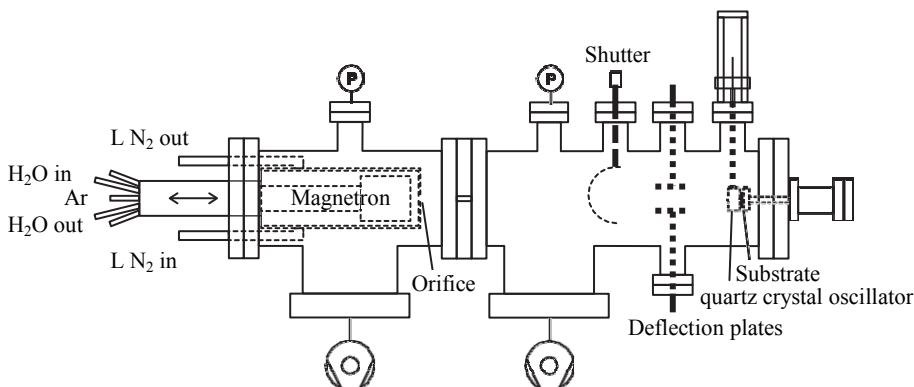 P
P
Shutter
L N₂ out
H₂O in
Ar
H₂O out
L N₂ in
Magnetron
Orifice
Substrate
quartz crystal oscillator
Deflection plates